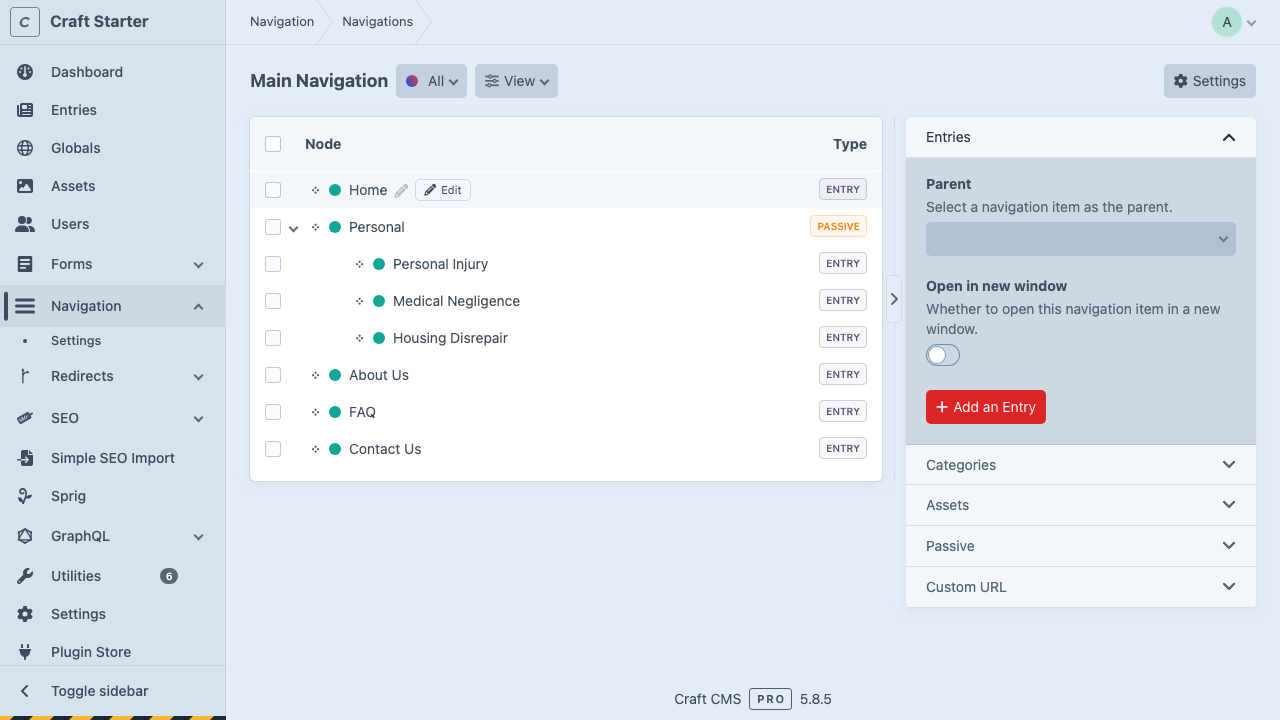 C Craft Starter
Navigation Navigations
A
Dashboard
Entries
Globals
Assets
Users
Forms
Navigation
Settings
Redirects
SEO
Simple SEO Import
Sprig
GraphQL
Utilities 6
Settings
Plugin Store
Toggle sidebar
Main Navigation All View Settings
Node Type
Home Edit ENTRY
Personal PASSIVE
Personal Injury ENTRY
Medical Negligence ENTRY
Housing Disrepair ENTRY
About Us ENTRY
FAQ ENTRY
Contact Us ENTRY
Entries
Parent
Select a navigation item as the parent.
Open in new window
Whether to open this navigation item in a new
window.
Add an Entry
Categories
Assets
Passive
Custom URL
Craft CMS PRO 5.8.5